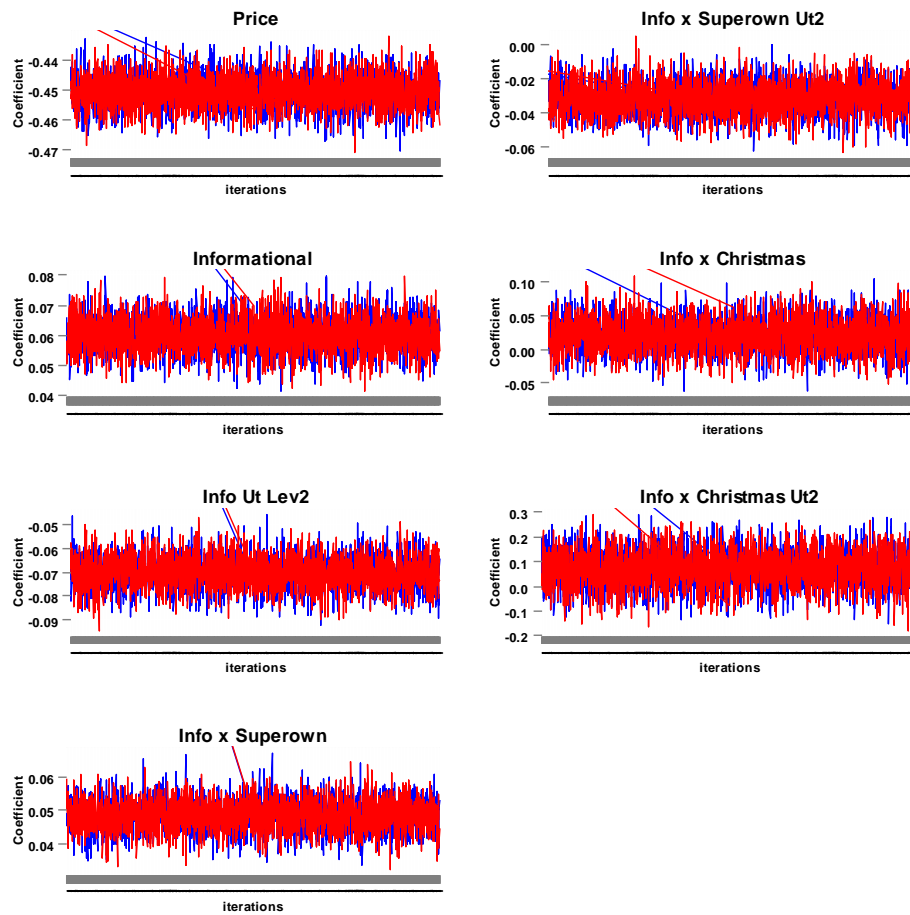 Price
-0.44
-0.45
-0.46
-0.47
Coefficient
iterations
Info x Superown Ut2
0.00
-0.02
-0.04
-0.06
Coefficient
iterations
Informational
0.08
0.07
0.06
0.05
0.04
Coefficient
iterations
Info x Christmas
0.10
0.05
0.00
-0.05
Coefficient
iterations
Info Ut Lev2
-0.05
-0.06
-0.07
-0.08
-0.09
Coefficient
iterations
Info x Christmas Ut2
0.3
0.2
0.1
0.0
-0.1
-0.2
Coefficient
iterations
Info x Superown
0.06
0.05
0.04
Coefficient
iterations